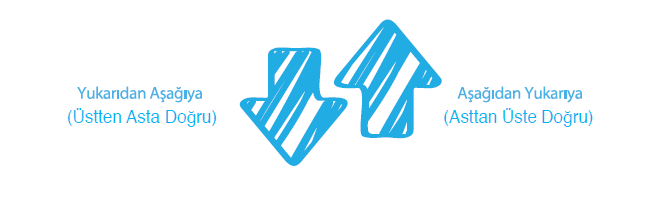 Yukarıdan Aşağıya
(Üstten Asta Doğru)
Aşağıdan Yukarıya
(Asttan Üste Doğru)